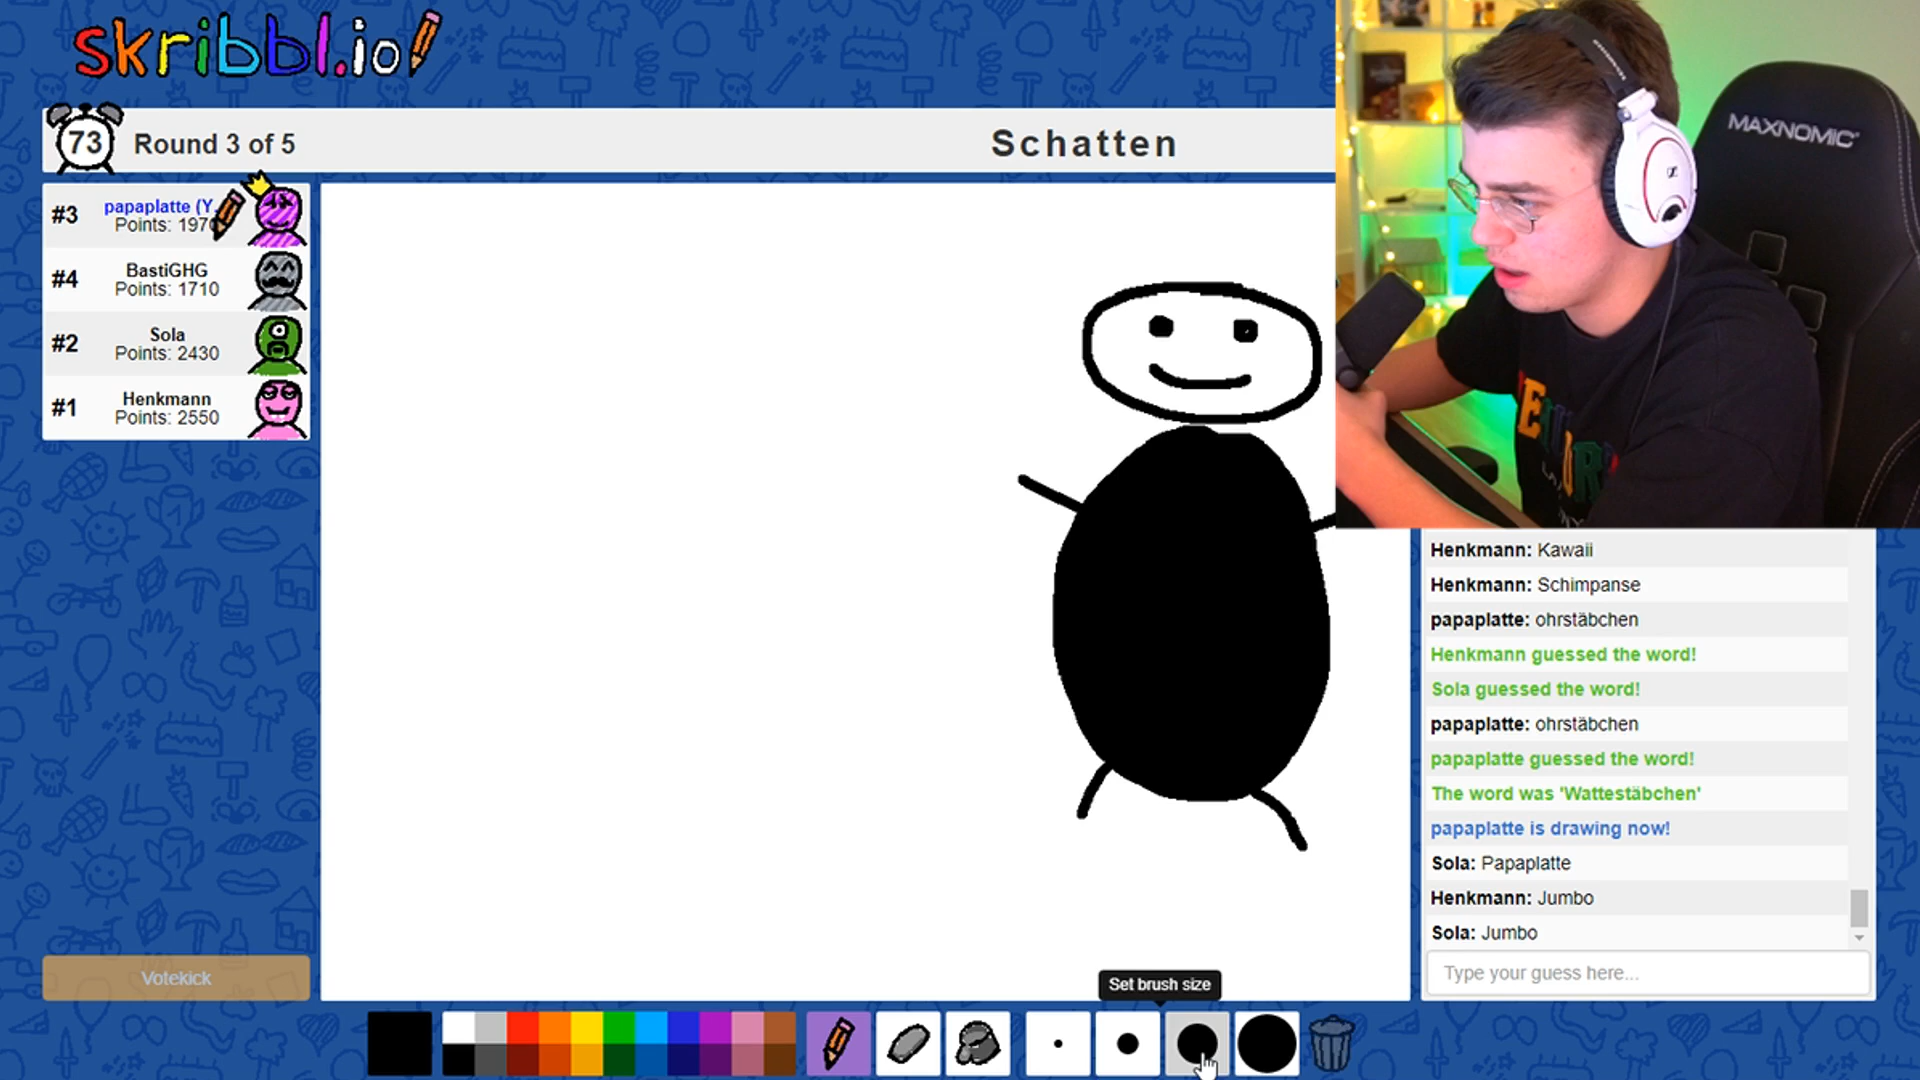 skribbl.io
73
Round 3 of 5
Schatten
#3
papaplatte (Y
Points: 1970
#4
BastiGHG
Points: 1710
#2
Sola
Points: 2430
#1
Henkmann
Points: 2550
Votekick
MAXNOMIC
Henkmann: Kawaii
Henkmann: Schimpanse
papaplatte: ohrstäbchen
Henkmann guessed the word!
Sola guessed the word!
papaplatte: ohrstäbchen
papaplatte guessed the word!
The word was 'Wattestäbchen'
papaplatte is drawing now!
Sola: Papaplatte
Henkmann: Jumbo
Sola: Jumbo
Type your guess here...
Set brush size